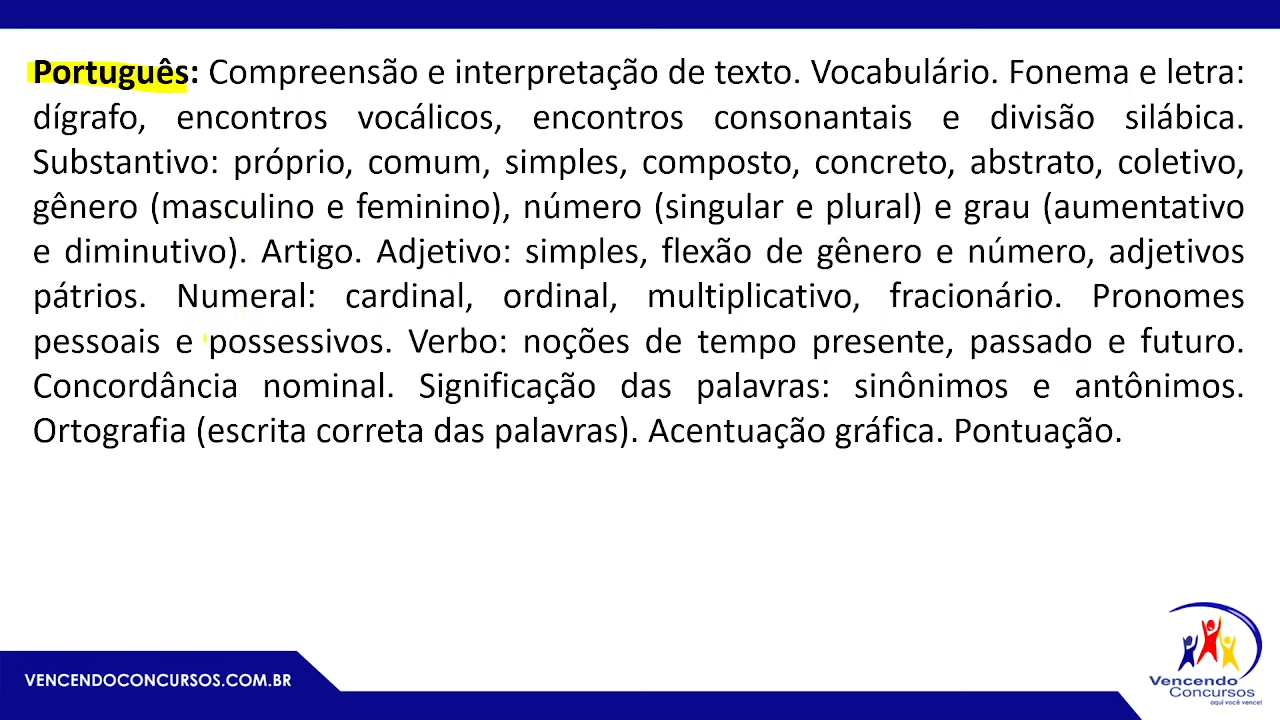 Português: Compreensão e interpretação de texto. Vocabulário. Fonema e letra:
dígrafo, encontros vocálicos, encontros consonantais e divisão silábica.
Substantivo: próprio, comum, simples, composto, concreto, abstrato, coletivo,
gênero (masculino e feminino), número (singular e plural) e grau (aumentativo
e diminutivo). Artigo. Adjetivo: simples, flexão de gênero e número, adjetivos
pátrios. Numeral: cardinal, ordinal, multiplicativo, fracionário. Pronomes
pessoais e possessivos. Verbo: noções de tempo presente, passado e futuro.
Concordância nominal. Significação das palavras: sinônimos e antônimos.
Ortografia (escrita correta das palavras). Acentuação gráfica. Pontuação.
VENCENDOCONCURSOS.COM.BR
Vencendo
Concursos
aqui você vence!